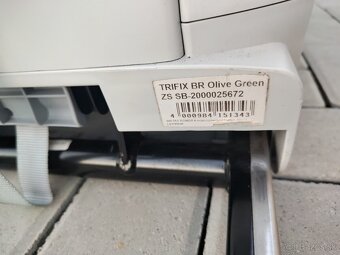 TRIFIX BR Olive Green
ZS SB-2000025672
4 000984 151343